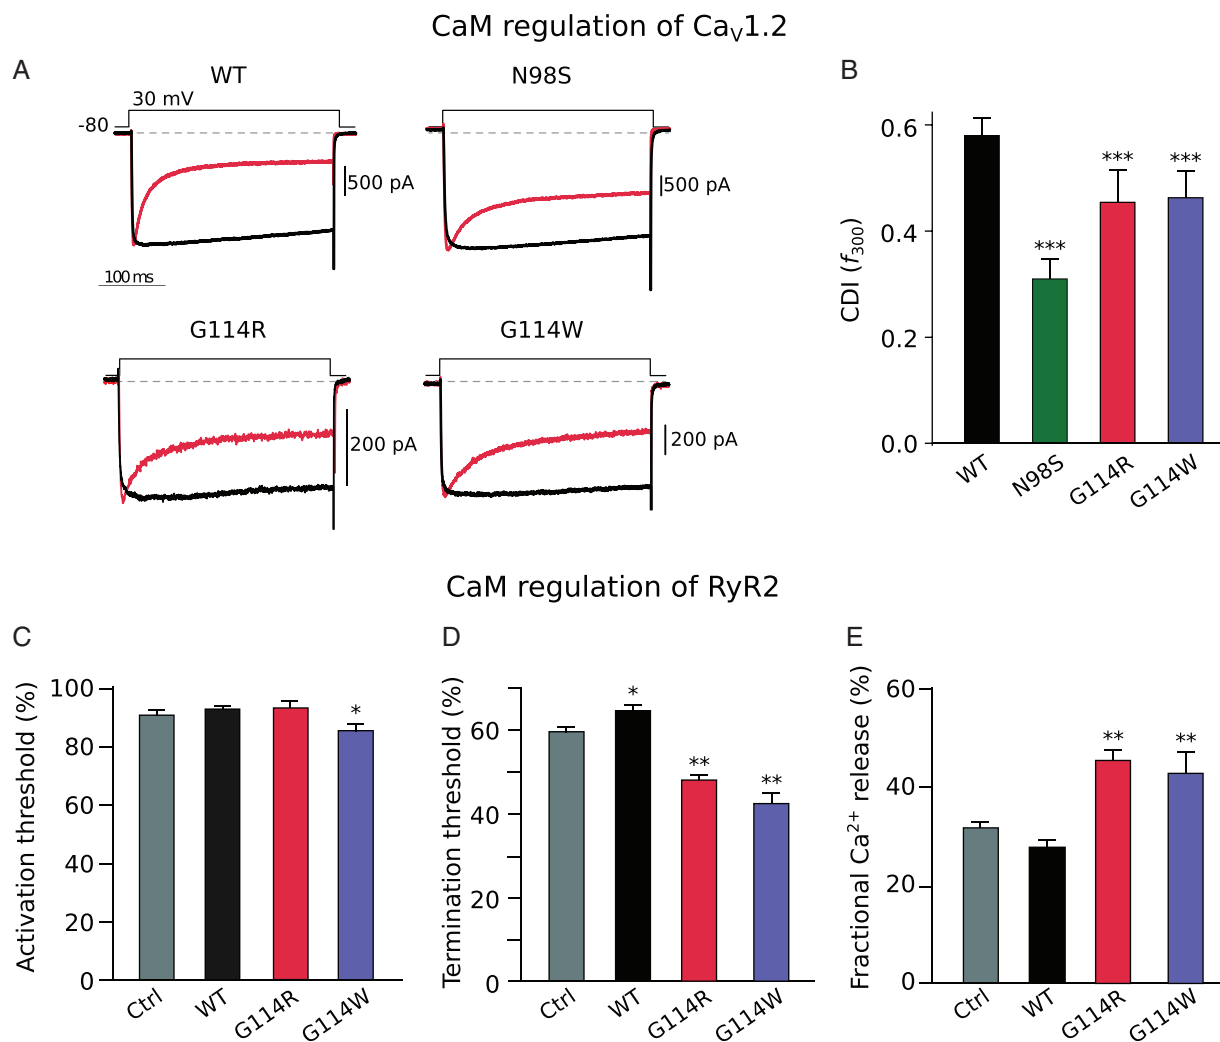 CaM regulation of CaV1.2
A
WT
N98S
30 mV
-80
500 pA
500 pA
100 ms
G114R
G114W
200 pA
200 pA
B
CDI (f300)
0.6
0.4
0.2
0.0
***
***
***
WT
N98S
G114R
G114W
CaM regulation of RyR2
C
Activation threshold (%)
100
80
60
40
20
0
*
Ctrl
WT
G114R
G114W
D
Termination threshold (%)
60
40
20
0
*
**
**
Ctrl
WT
G114R
G114W
E
Fractional Ca2+ release (%)
60
40
20
0
**
**
Ctrl
WT
G114R
G114W